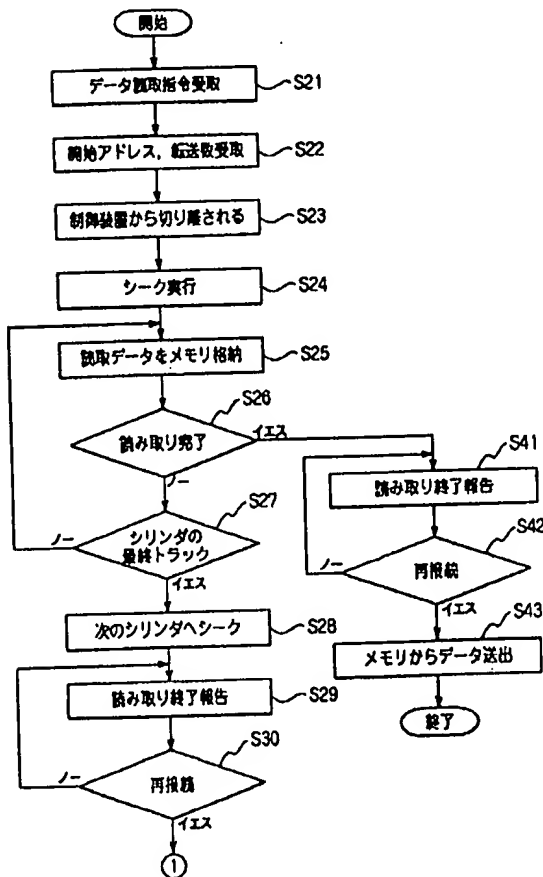 開始
データ読取指令受取
S21
開始アドレス,転送数受取
S22
制御装置から切り離される
S23
シーク実行
S24
読取データをメモリ格納
S25
S26
読み取り完了
イエス
ノー
S27
シリンダの
最終トラック
ノー
イエス
次のシリンダへシーク
S28
読み取り終了報告
S29
S30
再接続
ノー
イエス
1
S41
読み取り終了報告
S42
再接続
ノー
イエス
S43
メモリからデータ送出
終了